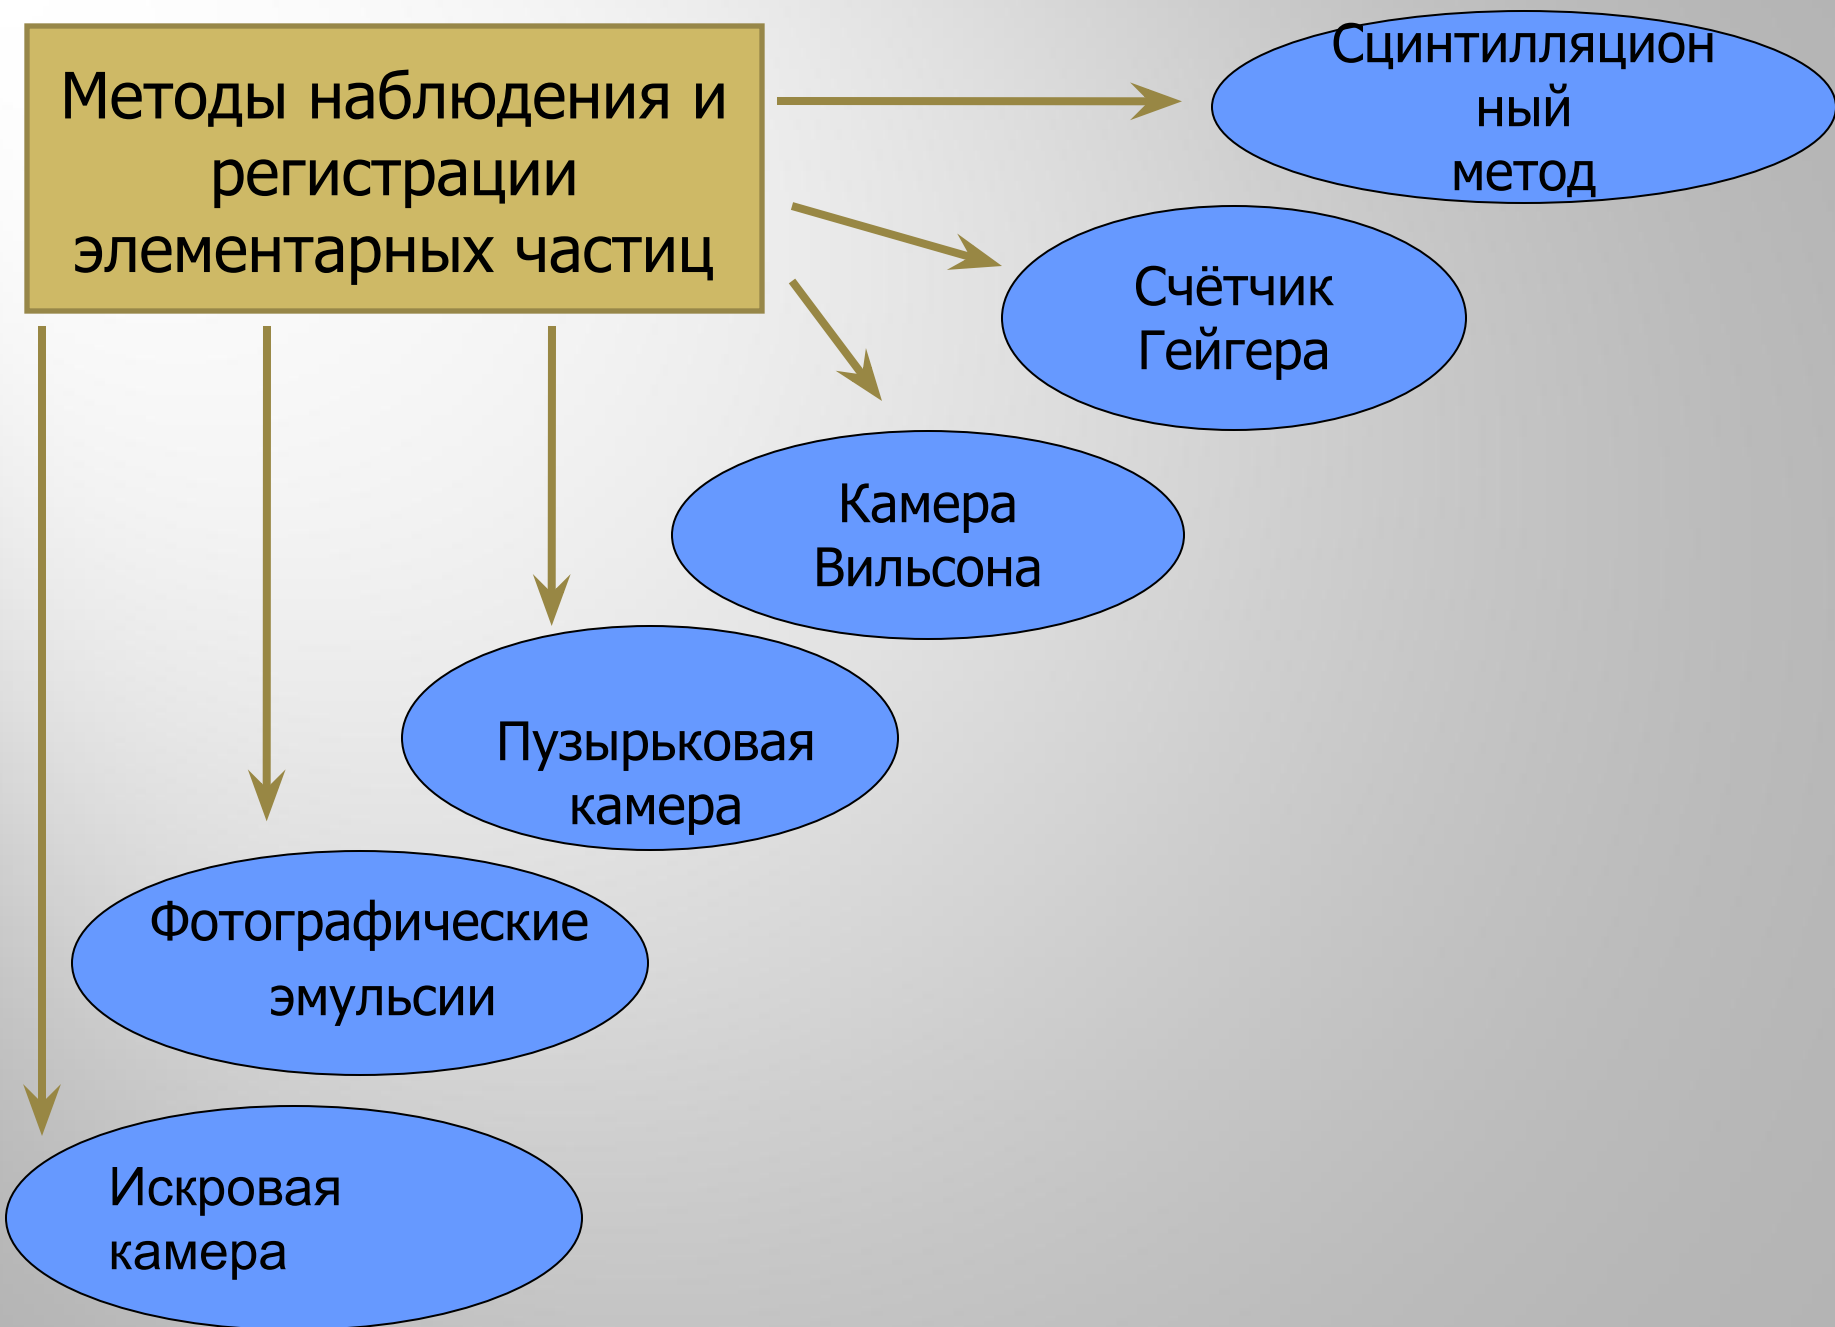 Методы наблюдения и
регистрации
элементарных частиц
Сцинтилляцион
ный
метод
Счётчик
Гейгера
Камера
Вильсона
Пузырьковая
камера
Фотографические
эмульсии
Искровая
камера